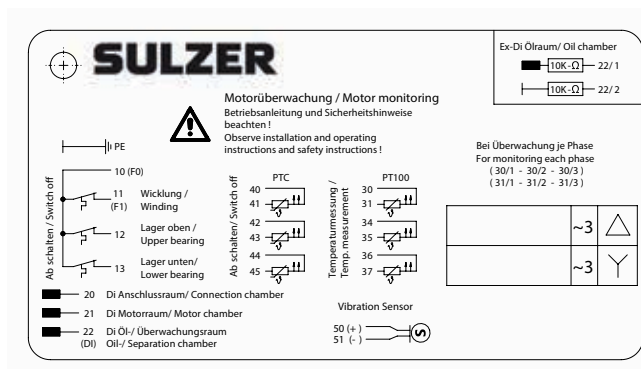 SULZER
Ex-Di Ölraum/ Oil chamber
10K-Ω 22/1
10K-Ω 22/2
Motorüberwachung / Motor monitoring
Betriebsanleitung und Sicherheitshinweise
beachten !
Observe installation and operating
instructions and safety instructions !
PE
Bei Überwachung je Phase
For monitoring each phase
( 30/1 - 30/2 - 30/3 )
( 31/1 - 31/2 - 31/3 )
Ab schalten/ Switch off
10 (F0)
11 Wicklung /
(F1) Winding
12 Lager oben /
Upper bearing
13 Lager unten/
Lower bearing
Ab schalten/ Switch off
PTC
40
41
42
43
44
45
Temperaturmessung /
Temp. measurement
PT100
30
31
34
35
36
37
~3
~3
20 Di Anschlussraum/ Connection chamber
21 Di Motorraum/ Motor chamber
22 Di Öl-/ Überwachungsraum
(DI) Oil-/ Separation chamber
Vibration Sensor
50 (+ )
51 (- )
S